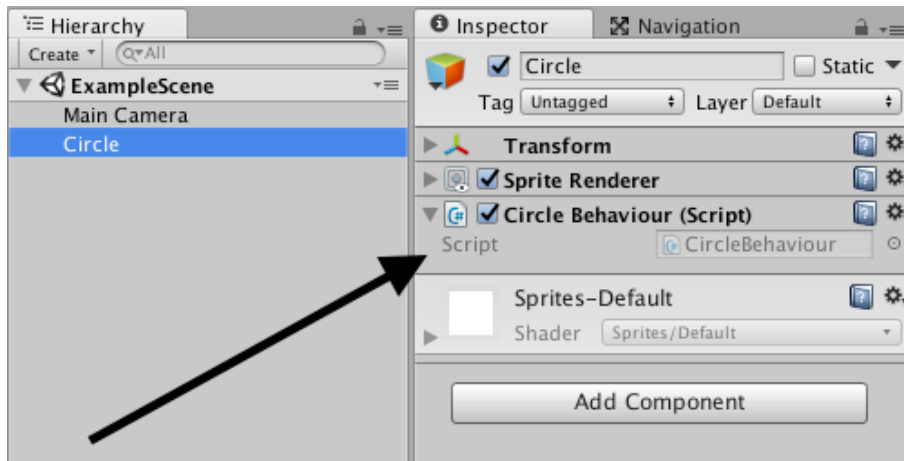 Hierarchy
Create All
ExampleScene
Main Camera
Circle
Inspector Navigation
Circle Static
Tag Untagged Layer Default
Transform
Sprite Renderer
Circle Behaviour (Script)
Script CircleBehaviour
Sprites-Default
Shader Sprites/Default
Add Component